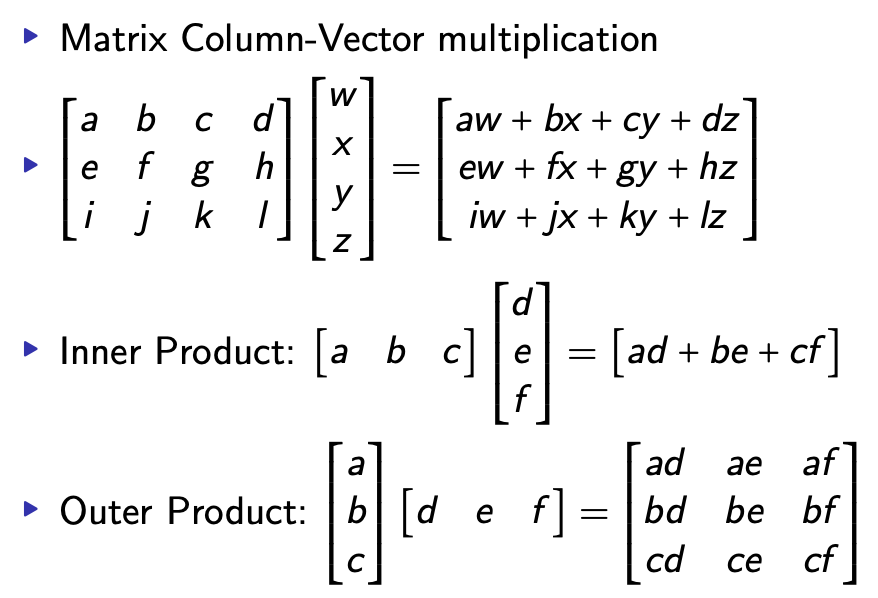 ▶ Matrix Column-Vector multiplication
▶ [a b c d; e f g h; i j k l] [w; x; y; z] = [aw + bx + cy + dz; ew + fx + gy + hz; iw + jx + ky + lz]
▶ Inner Product: [a b c] [d; e; f] = [ad + be + cf]
▶ Outer Product: [a; b; c] [d e f] = [ad ae af; bd be bf; cd ce cf]